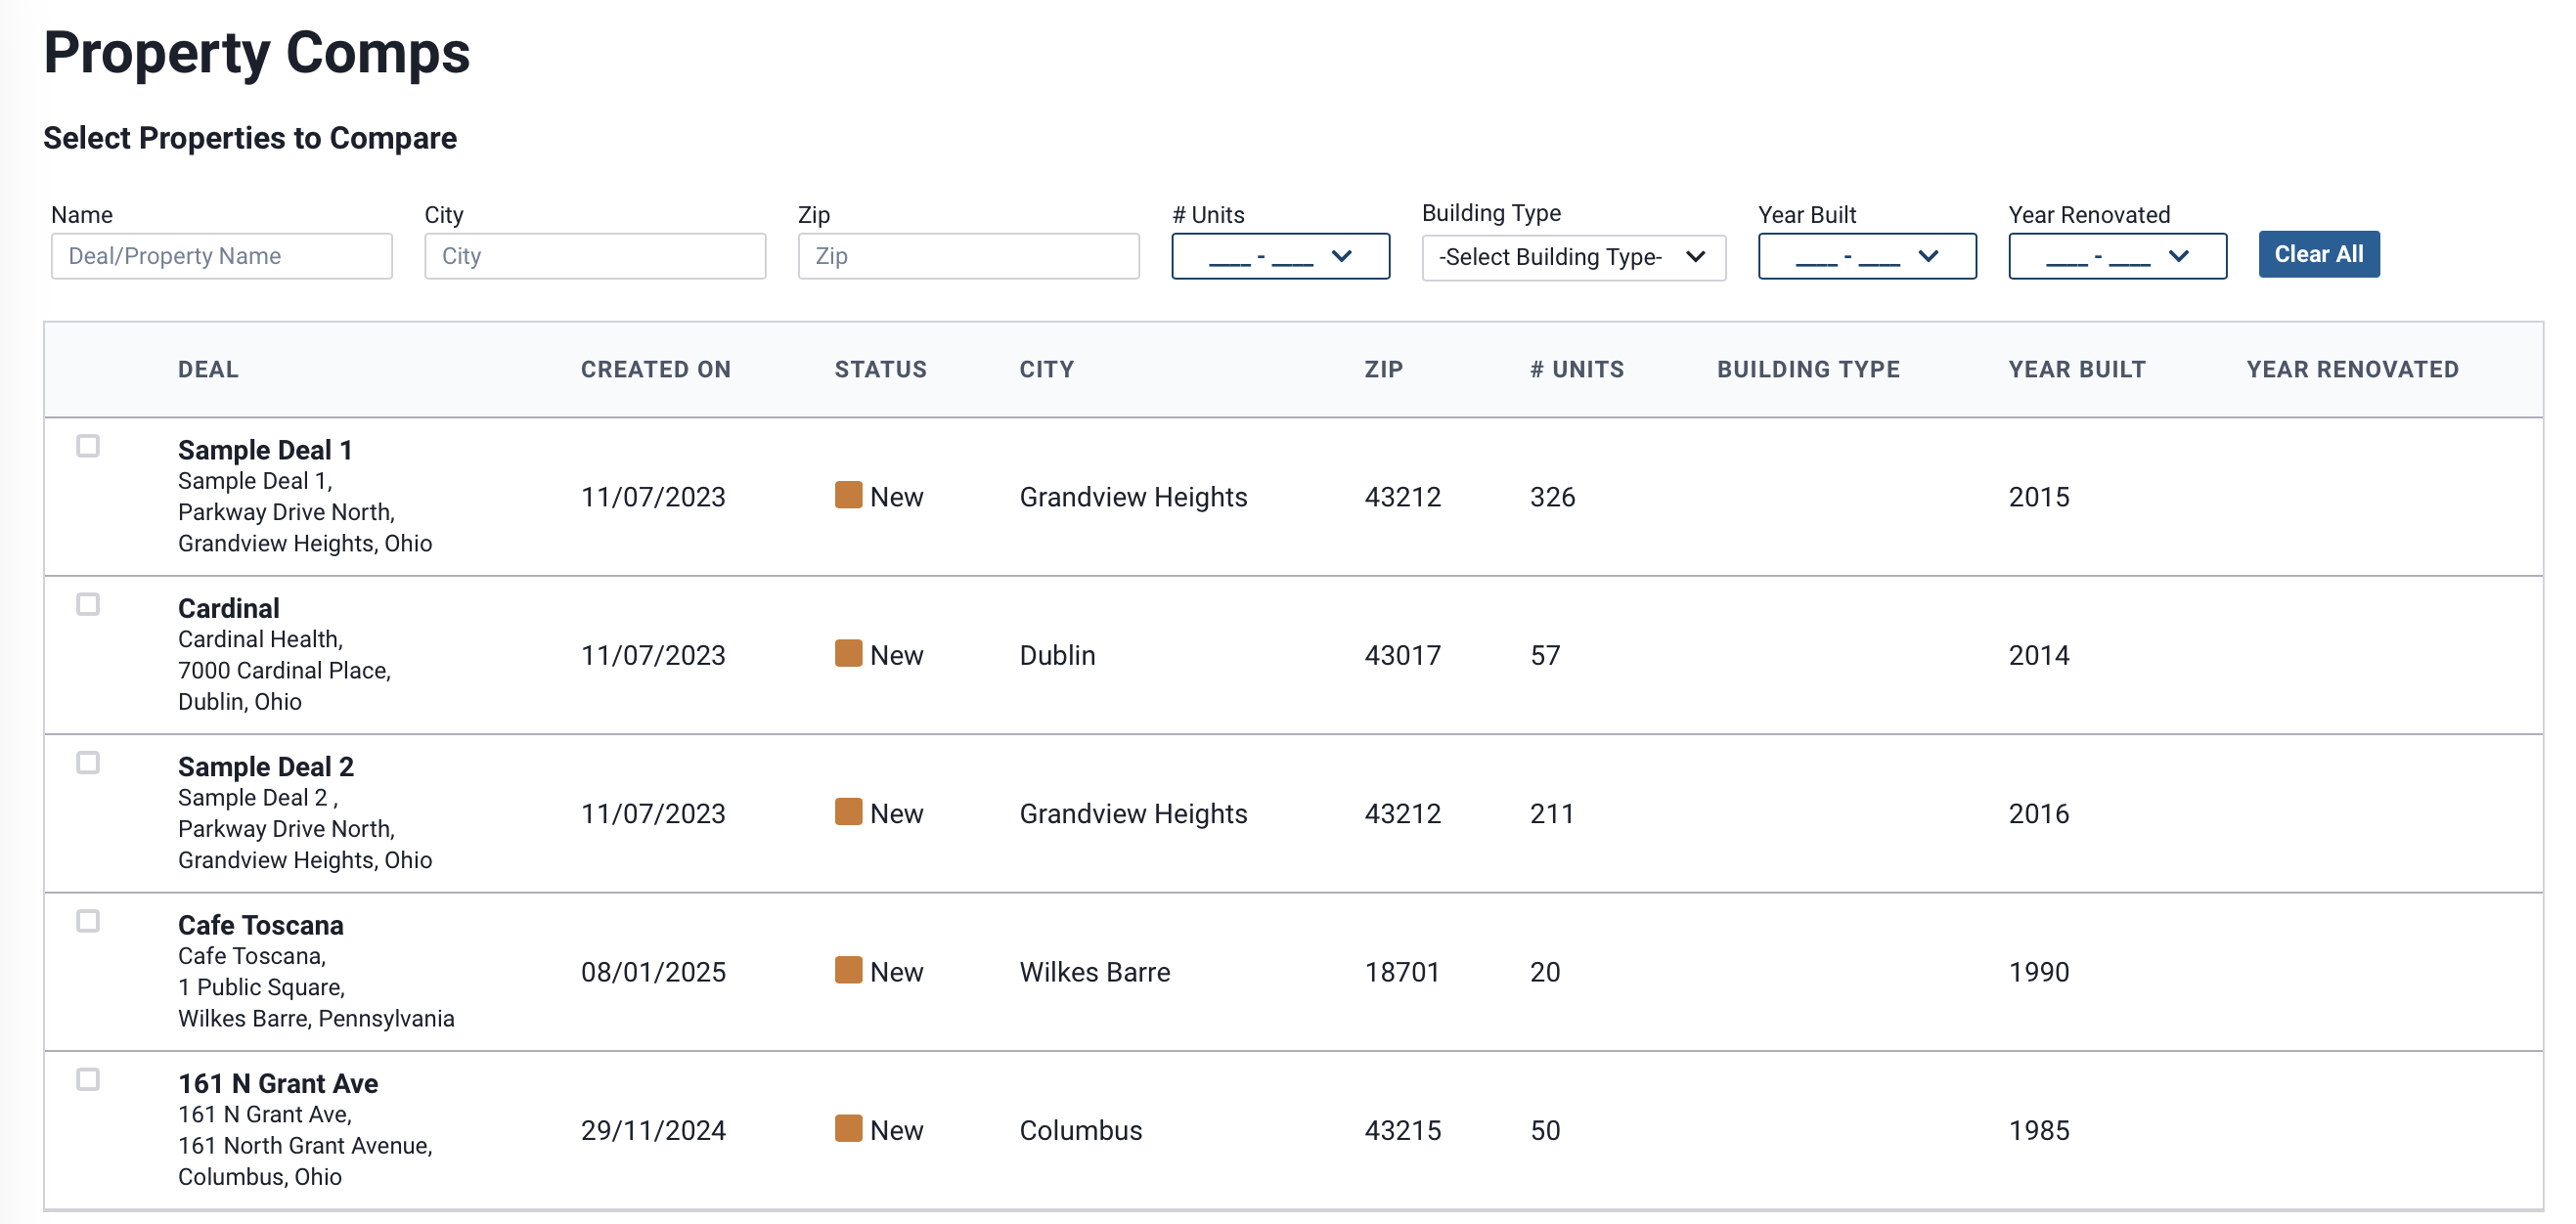 Property Comps
Select Properties to Compare
Name City Zip # Units Building Type Year Built Year Renovated
Deal/Property Name City Zip ____ - ____ -Select Building Type- ____ - ____ ____ - ____ Clear All
DEAL CREATED ON STATUS CITY ZIP # UNITS BUILDING TYPE YEAR BUILT YEAR RENOVATED
Sample Deal 1
Sample Deal 1,
Parkway Drive North,
Grandview Heights, Ohio
11/07/2023 New Grandview Heights 43212 326 2015
Cardinal
Cardinal Health,
7000 Cardinal Place,
Dublin, Ohio
11/07/2023 New Dublin 43017 57 2014
Sample Deal 2
Sample Deal 2 ,
Parkway Drive North,
Grandview Heights, Ohio
11/07/2023 New Grandview Heights 43212 211 2016
Cafe Toscana
Cafe Toscana,
1 Public Square,
Wilkes Barre, Pennsylvania
08/01/2025 New Wilkes Barre 18701 20 1990
161 N Grant Ave
161 N Grant Ave,
161 North Grant Avenue,
Columbus, Ohio
29/11/2024 New Columbus 43215 50 1985